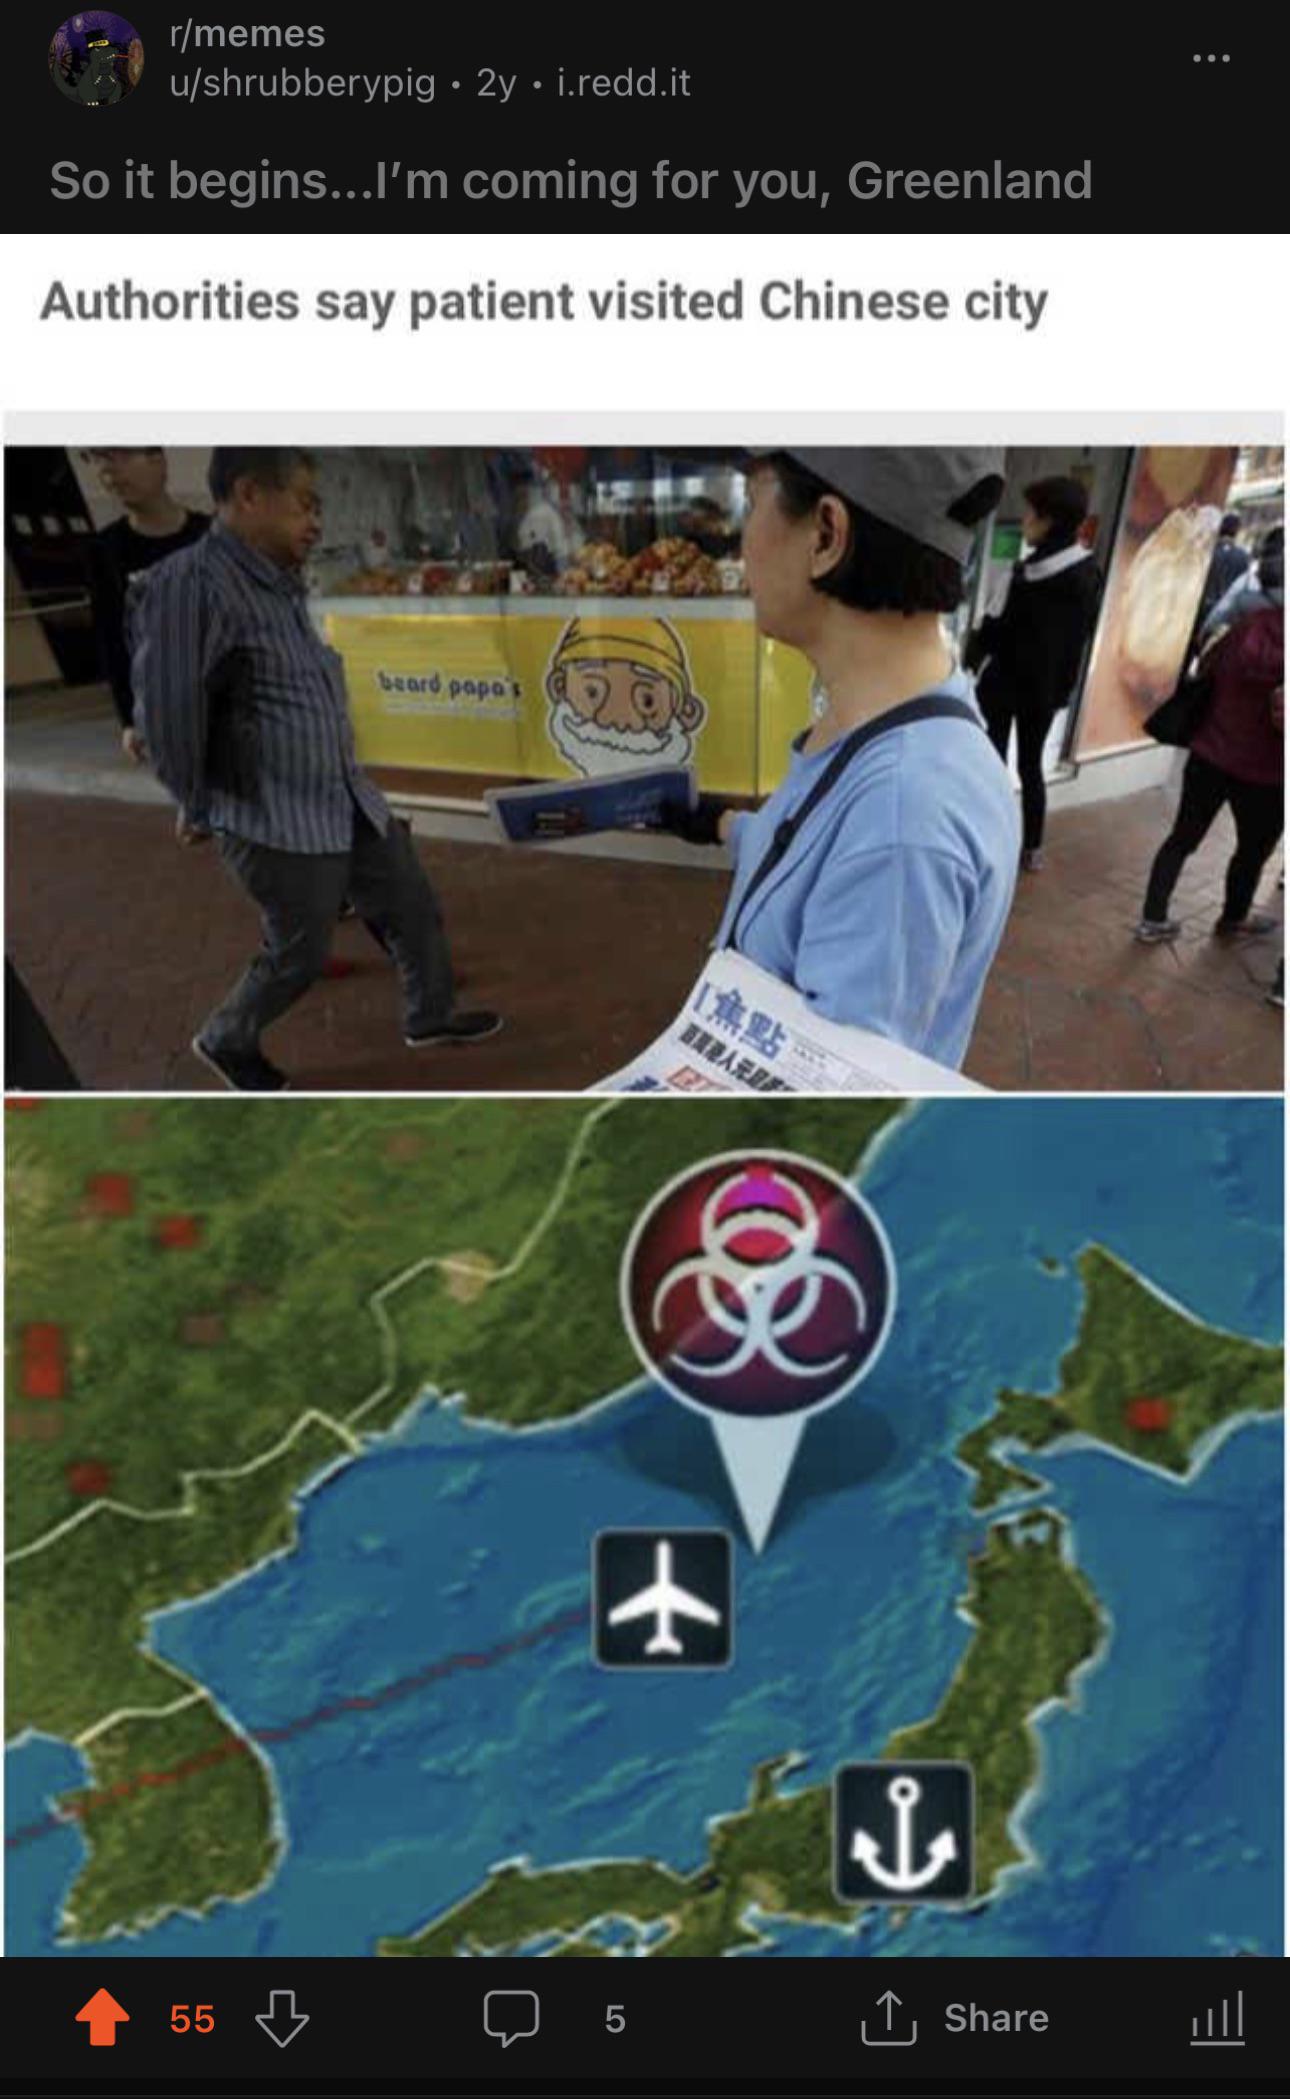 r/memes
u/shrubberypig • 2y • i.redd.it
So it begins...I'm coming for you, Greenland
Authorities say patient visited Chinese city
beard papa's
焦點
55
5
Share